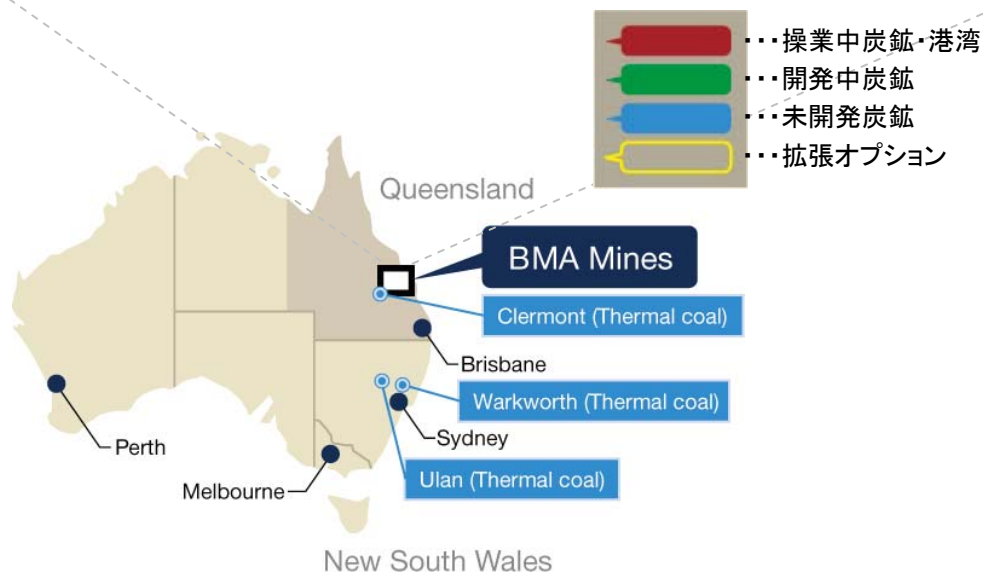 ・・・操業中炭鉱・港湾
・・・開発中炭鉱
・・・未開発炭鉱
・・・拡張オプション
Queensland
BMA Mines
Clermont (Thermal coal)
Brisbane
Warkworth (Thermal coal)
Sydney
Perth
Ulan (Thermal coal)
Melbourne
New South Wales